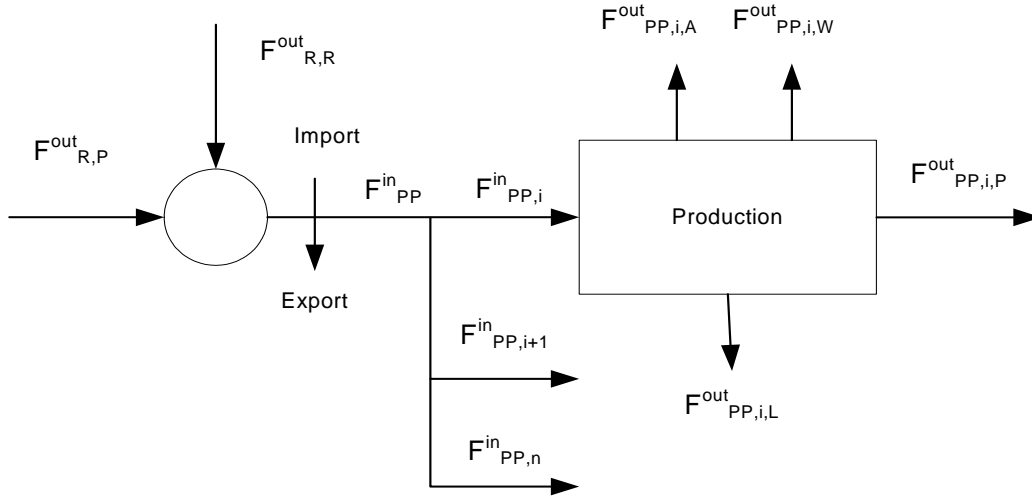 F^out_PP,i,A
F^out_PP,i,W
F^out_R,R
Import
F^out_R,P
F^in_PP
F^in_PP,i
F^out_PP,i,P
Production
Export
F^in_PP,i+1
F^out_PP,i,L
F^in_PP,n